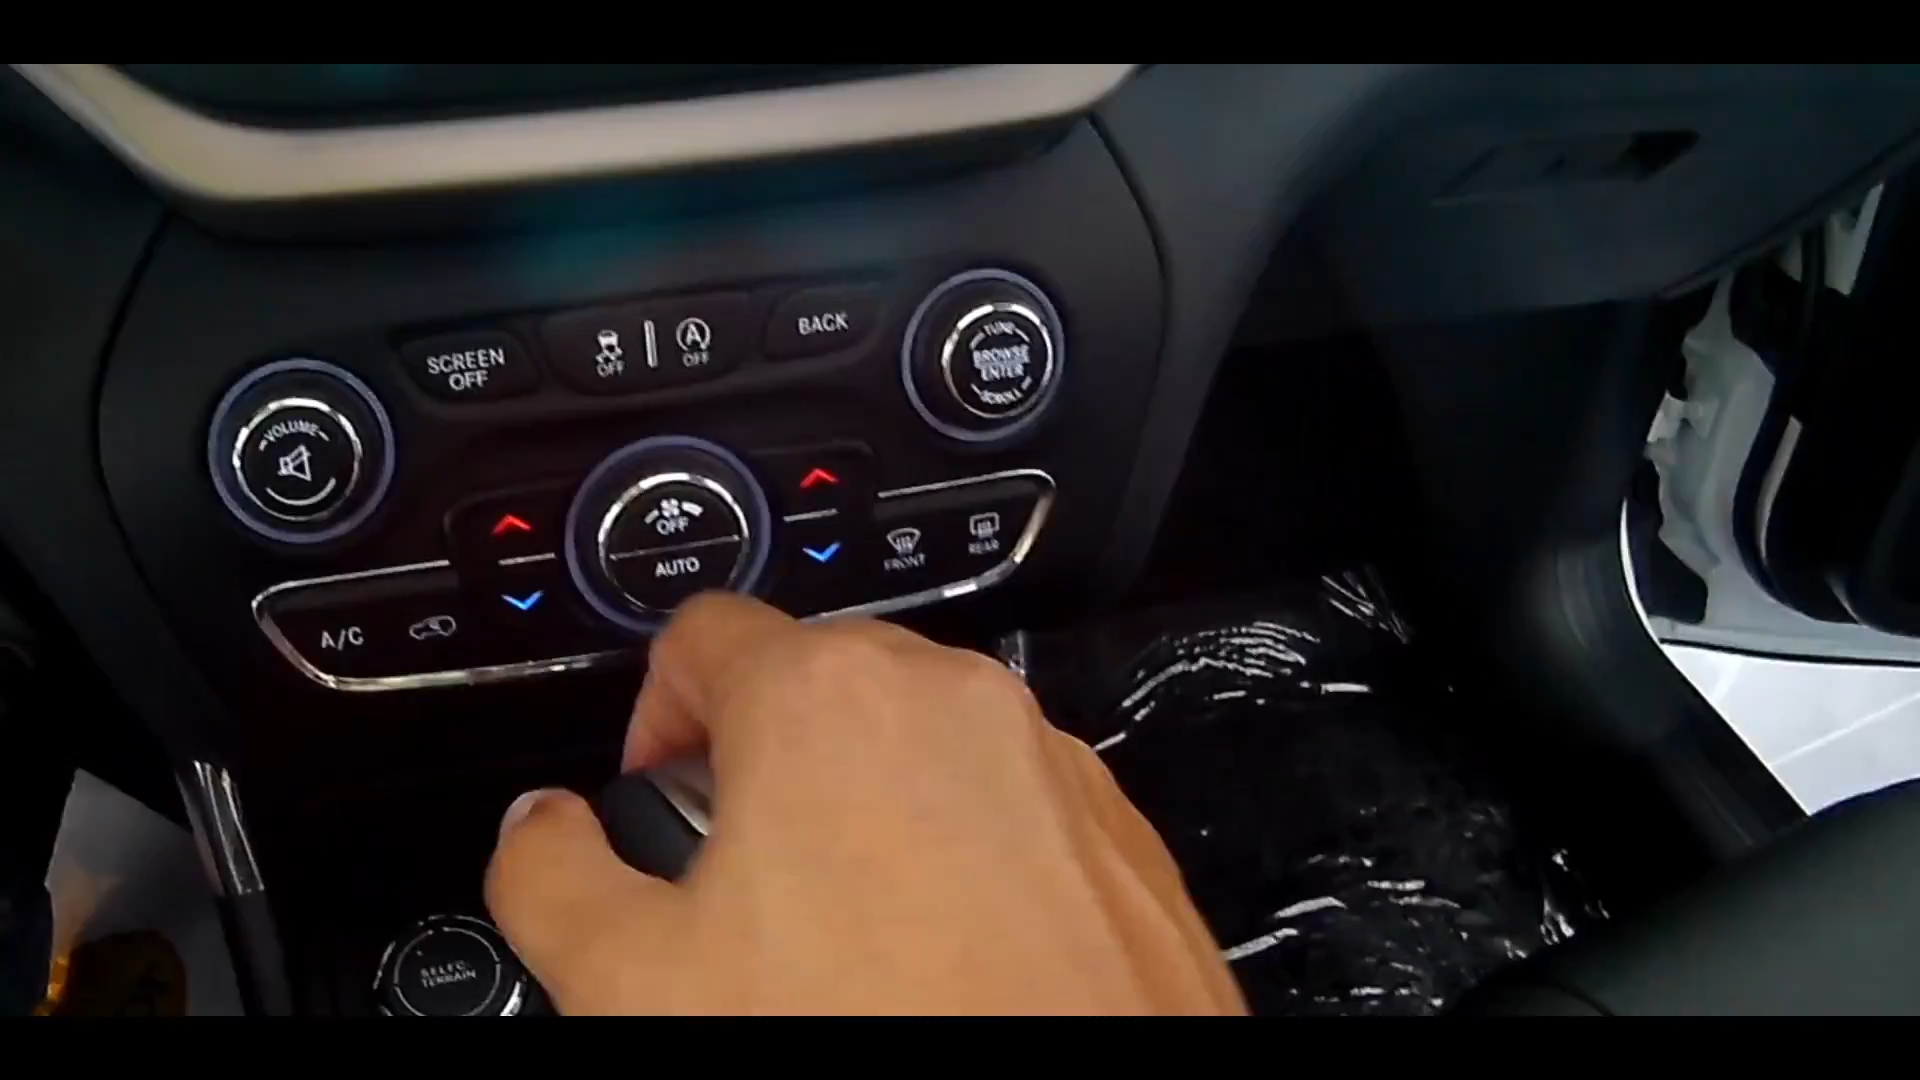 SCREEN
OFF
OFF
A
OFF
BACK
TUNE
BROWSE
ENTER
SCROLL
VOLUME
OFF
AUTO
FRONT
REAR
A/C
SELEC-
TERRAIN